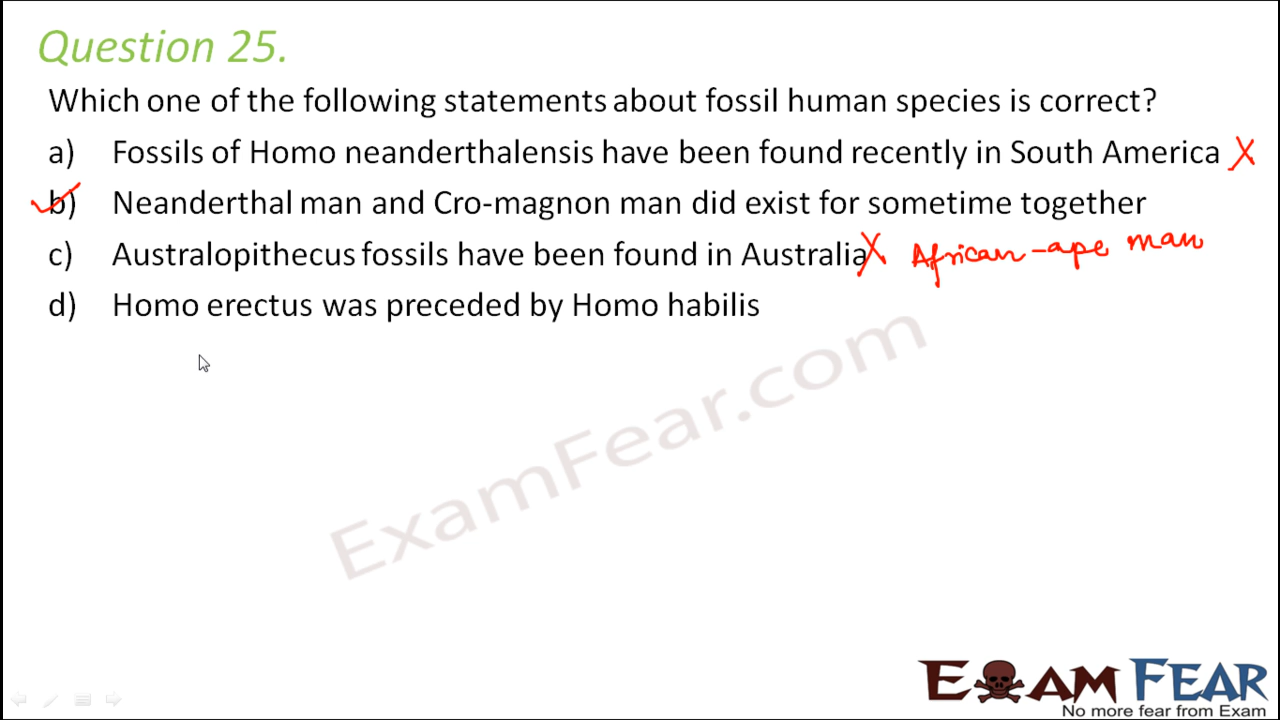 Question 25.
Which one of the following statements about fossil human species is correct?
a) Fossils of Homo neanderthalensis have been found recently in South America X
b) Neanderthal man and Cro-magnon man did exist for sometime together
c) Australopithecus fossils have been found in Australia X African-ape man
d) Homo erectus was preceded by Homo habilis
ExamFear.com
EXAM FEAR
No more fear from Exam